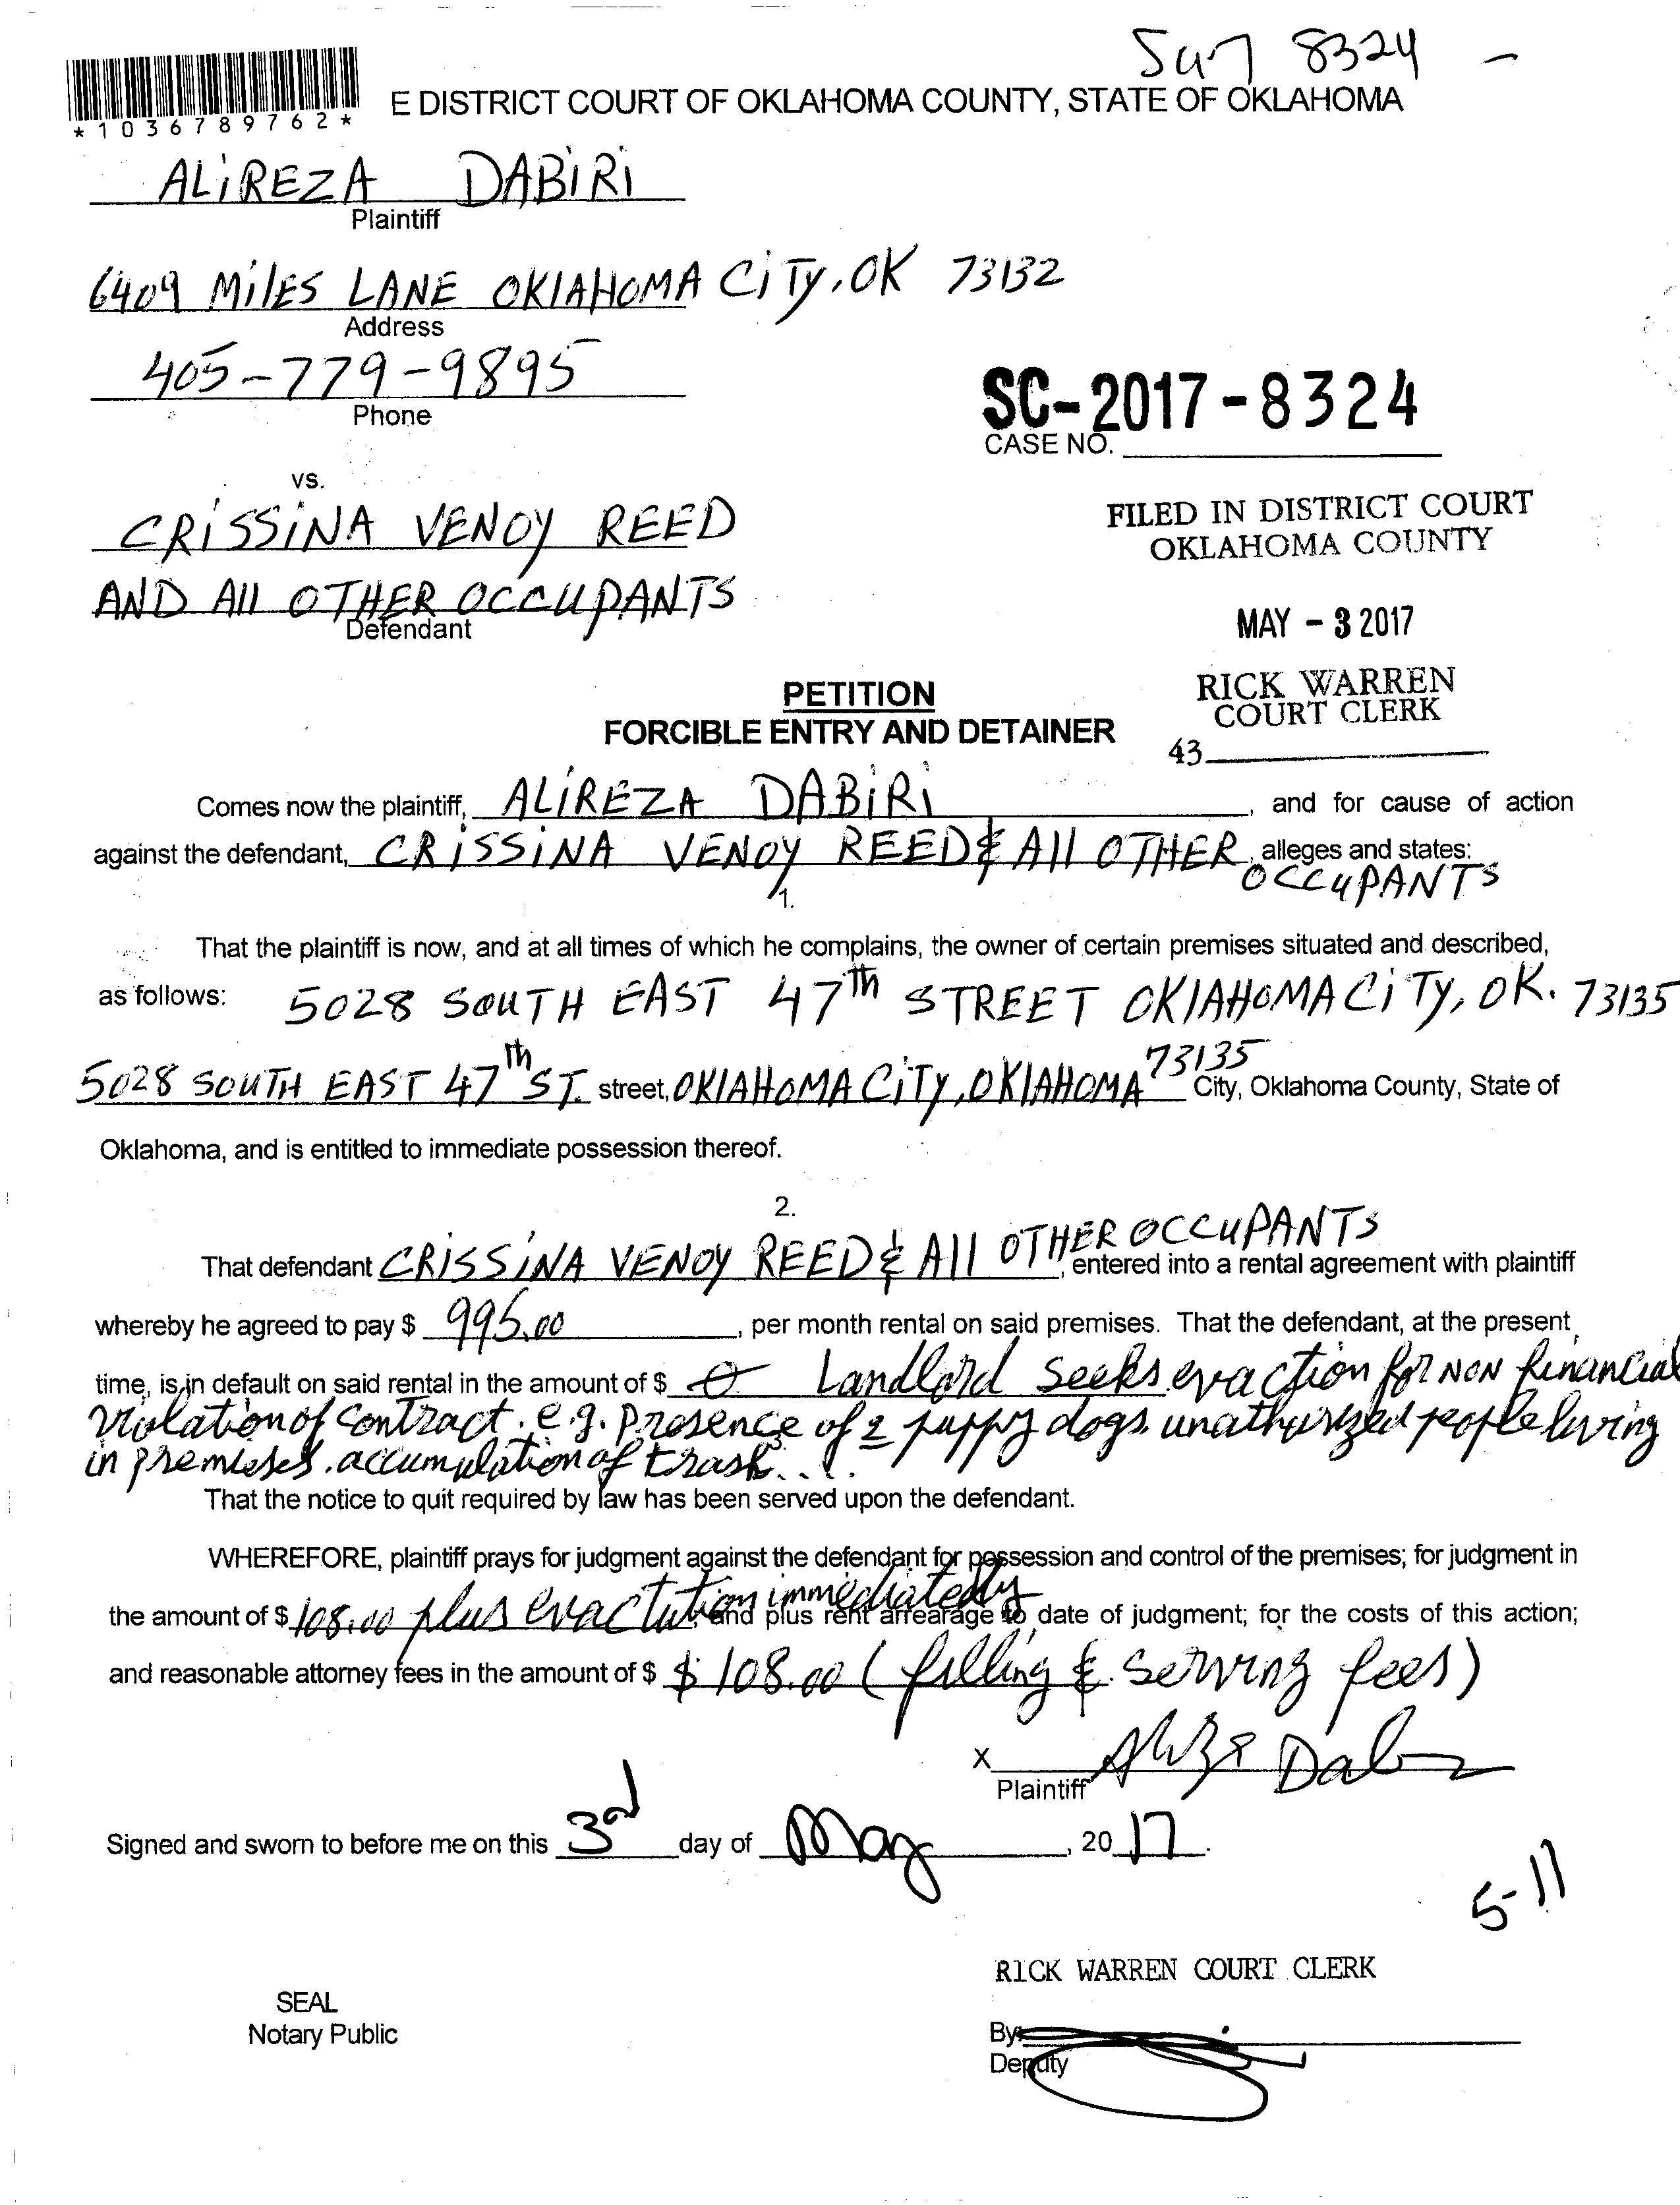 8324 -
*1036789762*
E DISTRICT COURT OF OKLAHOMA COUNTY, STATE OF OKLAHOMA
ALiREZA DABiRi
Plaintiff
6409 MilES LANE OKlAHOMA CiTy, OK 73132
Address
405-779-9895
Phone
SC-2017-8324
CASE NO.
vs.
CRiSSiNA VENOY REED
AND All OTHER OCCUPANTS
Defendant
FILED IN DISTRICT COURT
OKLAHOMA COUNTY
MAY - 3 2017
RICK WARREN
COURT CLERK
43
PETITION
FORCIBLE ENTRY AND DETAINER
Comes now the plaintiff, ALiREZA DABiRi, and for cause of action
against the defendant, CRiSSiNA VENOY REED & All OTHER OCCUPANTS, alleges and states:
1.
That the plaintiff is now, and at all times of which he complains, the owner of certain premises situated and described,
as follows: 5028 SOUTH EAST 47th STREET OKlAHOMA CiTy, OK. 73135
5028 SOUTH EAST 47th ST. street, OKlAHOMA CiTy, OKlAHOMA 73135 City, Oklahoma County, State of
Oklahoma, and is entitled to immediate possession thereof.
2.
That defendant CRiSSiNA VENOY REED & All OTHER OCCUPANTS, entered into a rental agreement with plaintiff
whereby he agreed to pay $ 995.00, per month rental on said premises. That the defendant, at the present
time, is in default on said rental in the amount of $ 0 Landlord seeks evaction for NON financial
violation of contract. e.g. Presence of 2 puppy dogs. unathurized people living
in premises. accumulation of trash....
3.
That the notice to quit required by law has been served upon the defendant.
WHEREFORE, plaintiff prays for judgment against the defendant for possession and control of the premises; for judgment in
the amount of $ 108.00 plus evactution immediatedly, and plus rent arrearage to date of judgment; for the costs of this action;
and reasonable attorney fees in the amount of $ $108.00 (filling & serving fees)
X
Plaintiff
Signed and sworn to before me on this 3rd day of May, 2017.
5-11
RICK WARREN COURT CLERK
SEAL
Notary Public
By:
Deputy